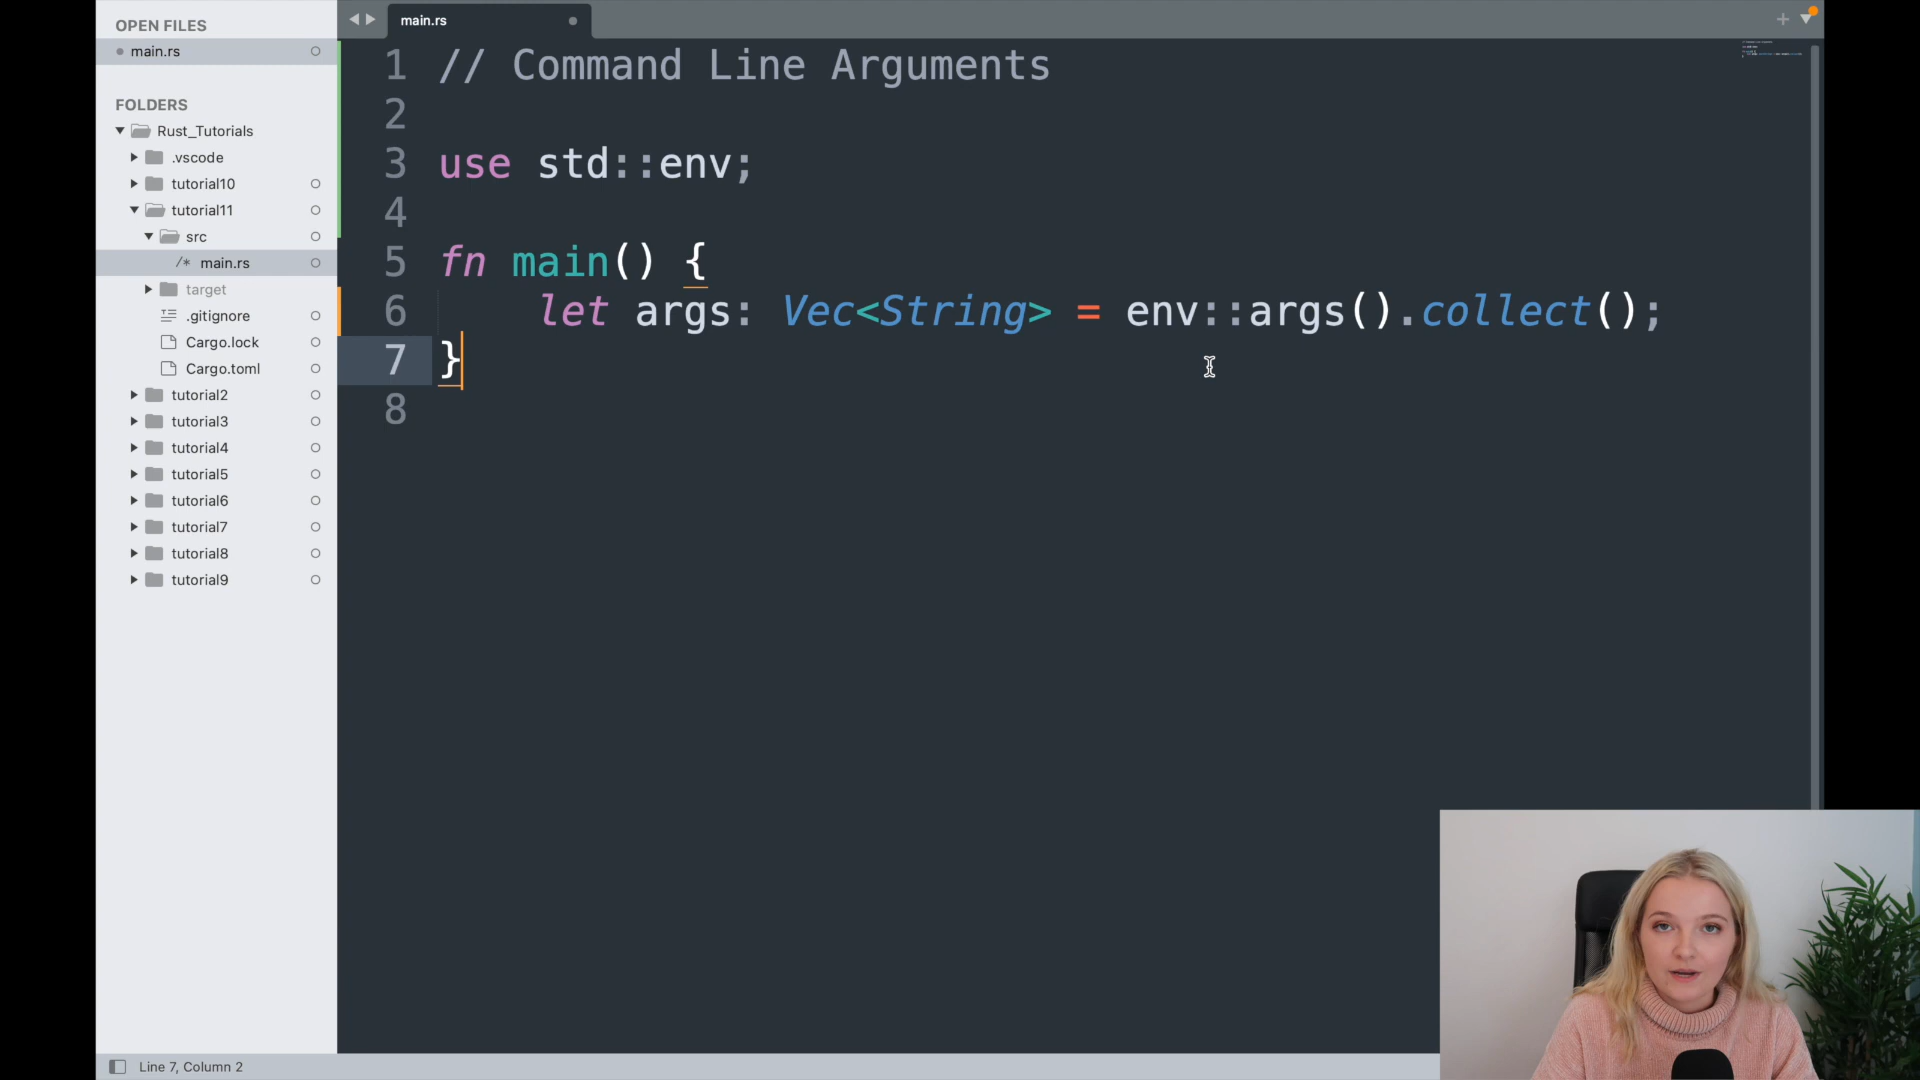 OPEN FILES
main.rs
FOLDERS
Rust_Tutorials
.vscode
tutorial10
tutorial11
src
/* main.rs
target
.gitignore
Cargo.lock
Cargo.toml
tutorial2
tutorial3
tutorial4
tutorial5
tutorial6
tutorial7
tutorial8
tutorial9
main.rs
1 // Command Line Arguments
2
3 use std::env;
4
5 fn main() {
6 let args: Vec<String> = env::args().collect();
7 }
8
Line 7, Column 2